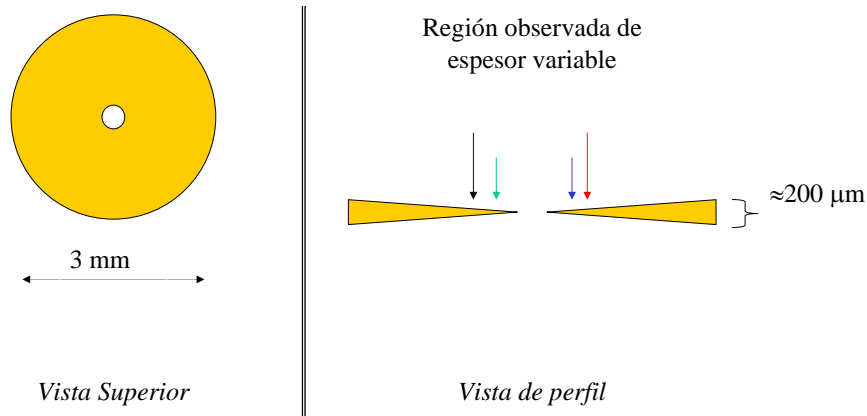 Región observada de
espesor variable
≈200 μm
3 mm
Vista Superior
Vista de perfil